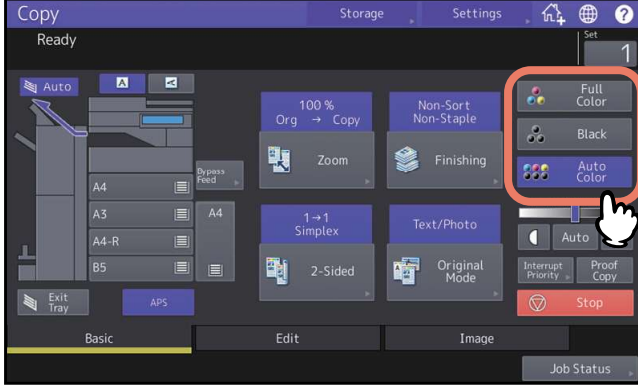 Copy
Storage
Settings
Ready
Set
1
Auto
A
A
100 %
Org → Copy
Zoom
Non-Sort
Non-Staple
Finishing
Full
Color
Black
Auto
Color
Bypass
Feed
A4
A3
A4-R
B5
A4
1→1
Simplex
2-Sided
Text/Photo
Original
Mode
Auto
Interrupt
Priority
Proof
Copy
Exit
Tray
APS
Stop
Basic
Edit
Image
Job Status